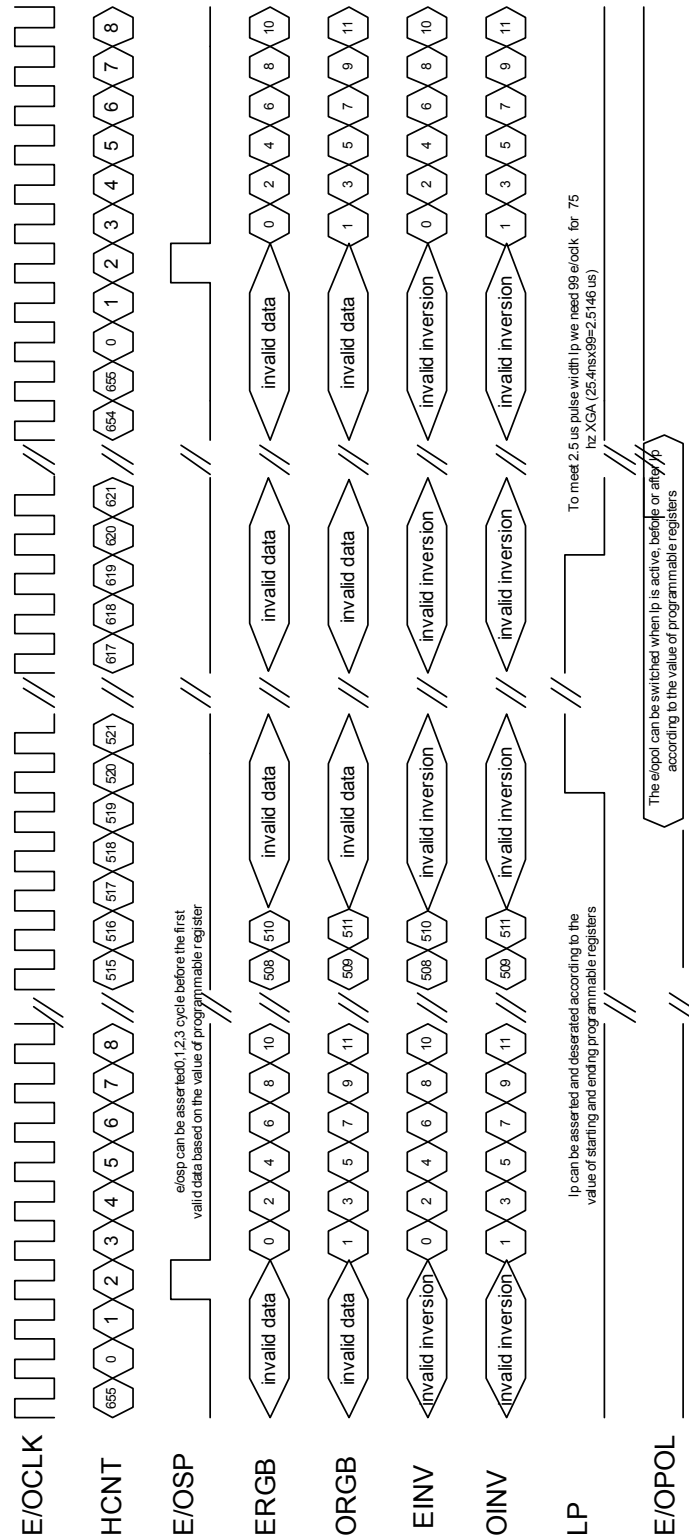 E/OCLK
HCNT 655 0 1 2 3 4 5 6 7 8 515 516 517 518 519 520 521 617 618 619 620 621 654 655 0 1 2 3 4 5 6 7 8
E/OSP
e/osp can be asserted0,1,2,3 cycle before the first
valid data based on the value of programmable register
ERGB invalid data 0 2 4 6 8 10 508 510 invalid data invalid data invalid data 0 2 4 6 8 10
ORGB invalid data 1 3 5 7 9 11 509 511 invalid data invalid data invalid data 1 3 5 7 9 11
EINV invalid inversion 0 2 4 6 8 10 508 510 invalid inversion invalid inversion invalid inversion 0 2 4 6 8 10
OINV invalid inversion 1 3 5 7 9 11 509 511 invalid inversion invalid inversion invalid inversion 1 3 5 7 9 11
LP
lp can be asserted and deserated according to the
value of starting and ending programmable registers
To meet 2.5 us pulse width lp we need 99 e/oclk for 75
hz XGA (25.4nsx99=2.5146 us)
E/OPOL
The e/opol can be switched when lp is active, before or after lp
according to the value of programmable registers